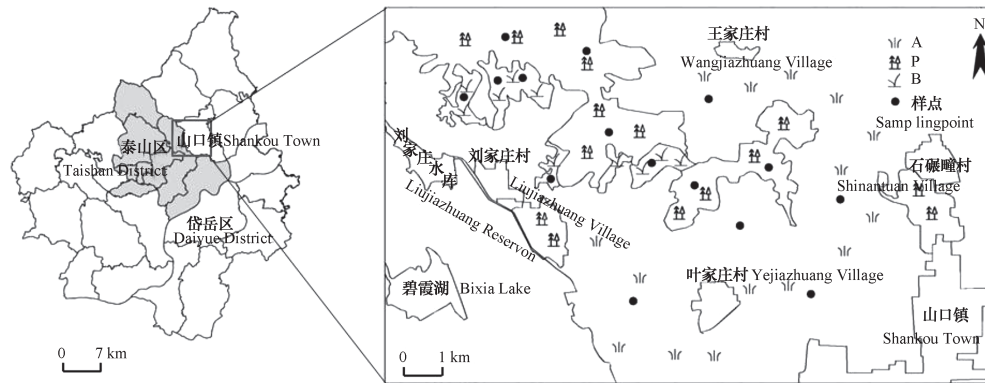 泰山区
Taishan District
山口镇 Shankou Town
岱岳区
Daiyue District
0 7 km
王家庄村
Wangjiazhuang Village
N
A
P
B
样点
Samp lingpoint
刘家庄水库
Liujiazhuang Reservon
刘家庄村
Liujiazhuang Village
石碾疃村
Shinantuan Village
碧霞湖 Bixia Lake
叶家庄村 Yejiazhuang Village
山口镇
Shankou Town
0 1 km